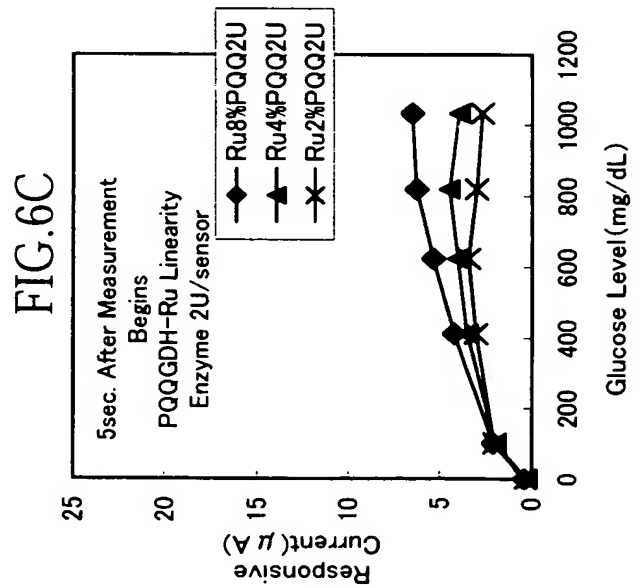 FIG.6C
5sec. After Measurement
Begins
PQQGDH-Ru Linearity
Enzyme 2U/sensor
Ru8%PQQ2U
Ru4%PQQ2U
Ru2%PQQ2U
Responsive
Current(μA)
25
20
15
10
5
0
0 200 400 600 800 1000 1200
Glucose Level(mg/dL)